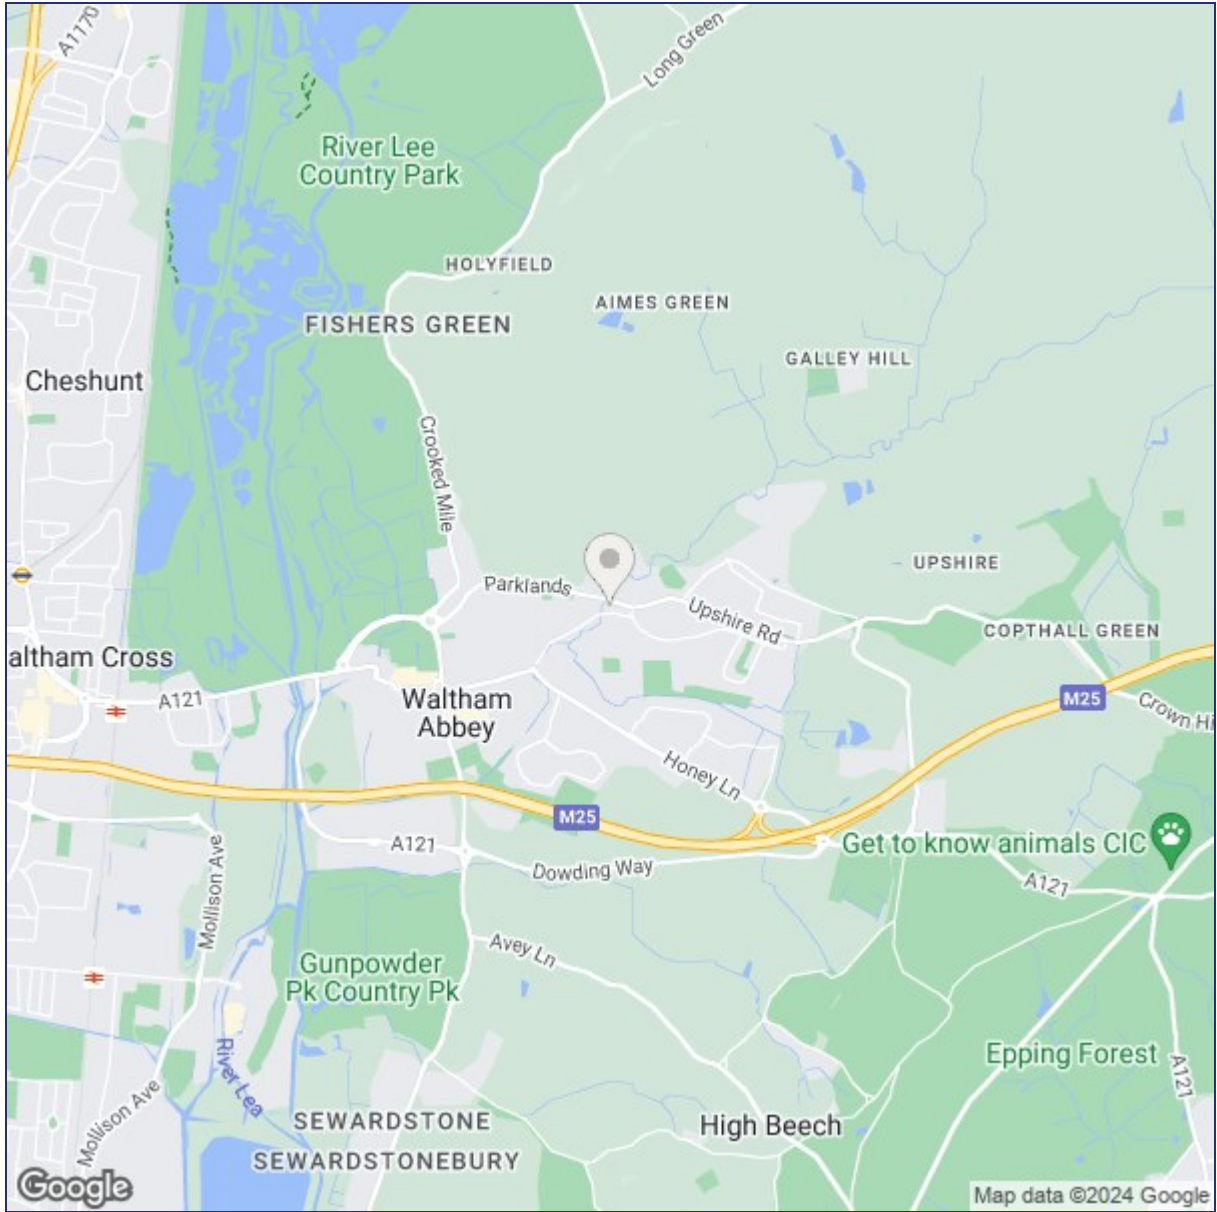 A1170
Long Green
River Lee
Country Park
HOLYFIELD
AIMES GREEN
FISHERS GREEN
GALLEY HILL
Cheshunt
Crooked Mile
UPSHIRE
Parklands
Upshire Rd
COPTHALL GREEN
altham Cross
A121
Waltham
Abbey
M25
Crown Hi
Honey Ln
M25
A121
Get to know animals CIC
Dowding Way
A121
Mollison Ave
Avey Ln
Gunpowder
Pk Country Pk
River Lea
Epping Forest
A121
Mollison Ave
SEWARDSTONE
High Beech
SEWARDSTONEBURY
Google
Map data ©2024 Google